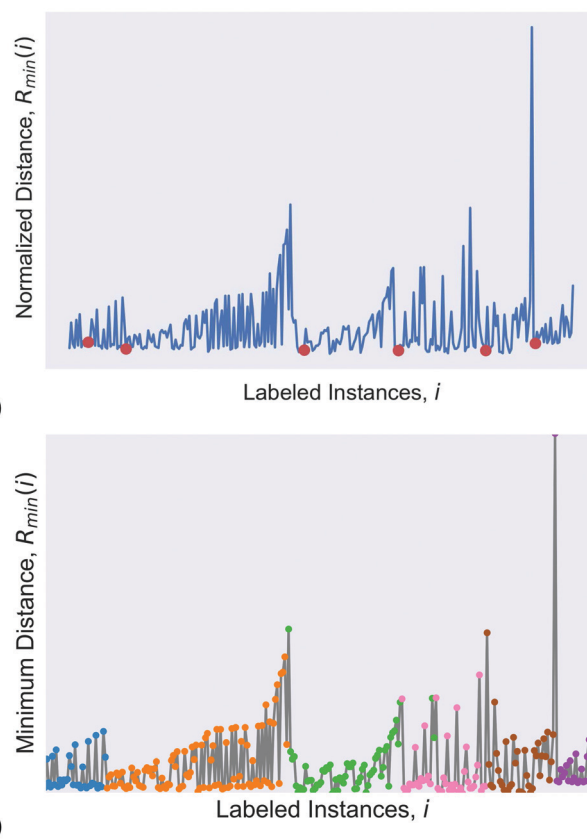 Normalized Distance, R_min(i)
Labeled Instances, i
)
Minimum Distance, R_min(i)
Labeled Instances, i
)